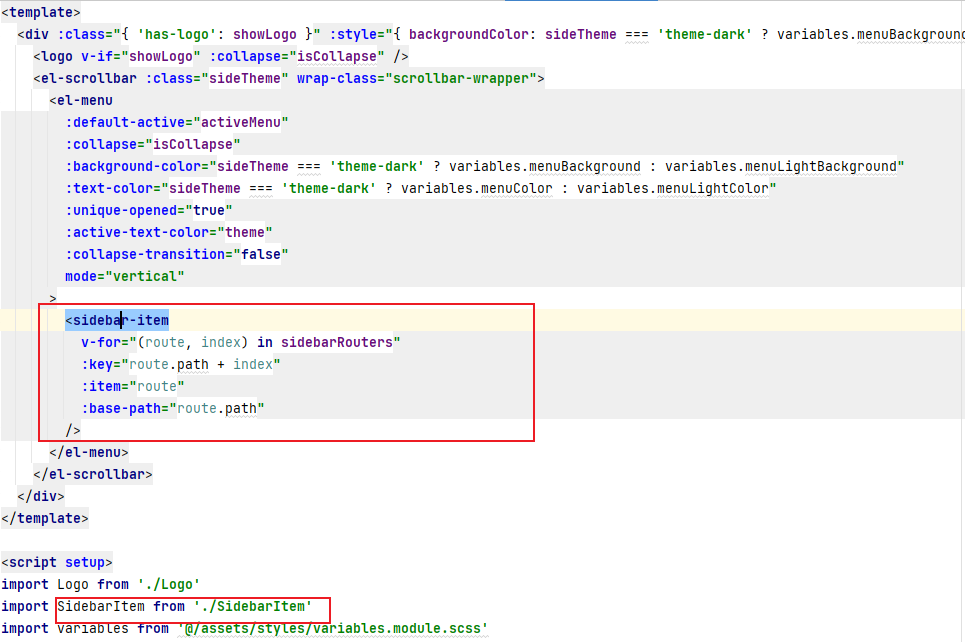 <template>
<div :class="{ 'has-logo': showLogo }" :style="{ backgroundColor: sideTheme === 'theme-dark' ? variables.menuBackground
<logo v-if="showLogo" :collapse="isCollapse" />
<el-scrollbar :class="sideTheme" wrap-class="scrollbar-wrapper">
<el-menu
:default-active="activeMenu"
:collapse="isCollapse"
:background-color="sideTheme === 'theme-dark' ? variables.menuBackground : variables.menuLightBackground"
:text-color="sideTheme === 'theme-dark' ? variables.menuColor : variables.menuLightColor"
:unique-opened="true"
:active-text-color="theme"
:collapse-transition="false"
mode="vertical"
>
<sidebar-item
v-for="(route, index) in sidebarRouters"
:key="route.path + index"
:item="route"
:base-path="route.path"
/>
</el-menu>
</el-scrollbar>
</div>
</template>
<script setup>
import Logo from './Logo'
import SidebarItem from './SidebarItem'
import variables from '@/assets/styles/variables.module.scss'